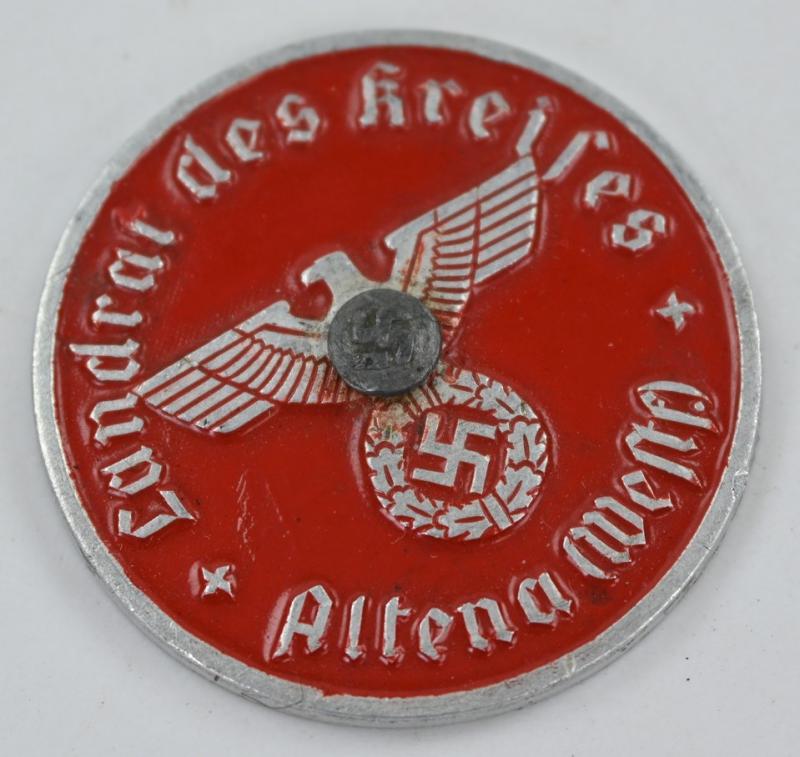 Landrat des Kreises
Altena (Westf.)